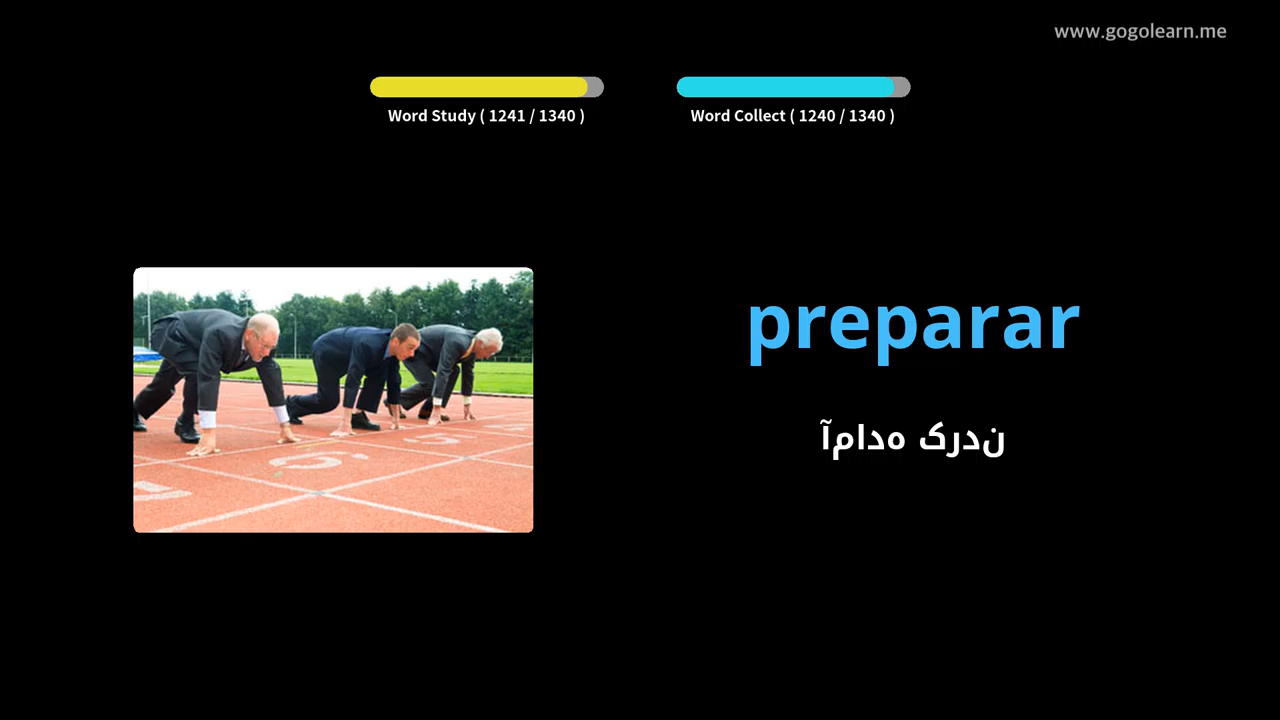 www.gogolearn.me
Word Study ( 1241 / 1340 )
Word Collect ( 1240 / 1340 )
preparar
آماده کردن